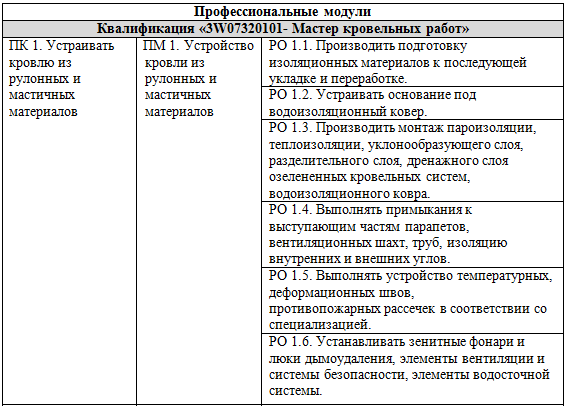 Профессиональные модули
Квалификация «3W07320101- Мастер кровельных работ»
ПК 1. Устраивать
кровлю из
рулонных и
мастичных
материалов
ПМ 1. Устройство
кровли из
рулонных и
мастичных
материалов
РО 1.1. Производить подготовку
изоляционных материалов к последующей
укладке и переработке.
РО 1.2. Устраивать основание под
водоизоляционный ковер.
РО 1.3. Производить монтаж пароизоляции,
теплоизоляции, уклонообразующего слоя,
разделительного слоя, дренажного слоя
озелененных кровельных систем,
водоизоляционного ковра.
РО 1.4. Выполнять примыкания к
выступающим частям парапетов,
вентиляционных шахт, труб, изоляцию
внутренних и внешних углов.
РО 1.5. Выполнять устройство температурных,
деформационных швов,
противопожарных рассечек в соответствии со
специализацией.
РО 1.6. Устанавливать зенитные фонари и
люки дымоудаления, элементы вентиляции и
системы безопасности, элементы водосточной
системы.